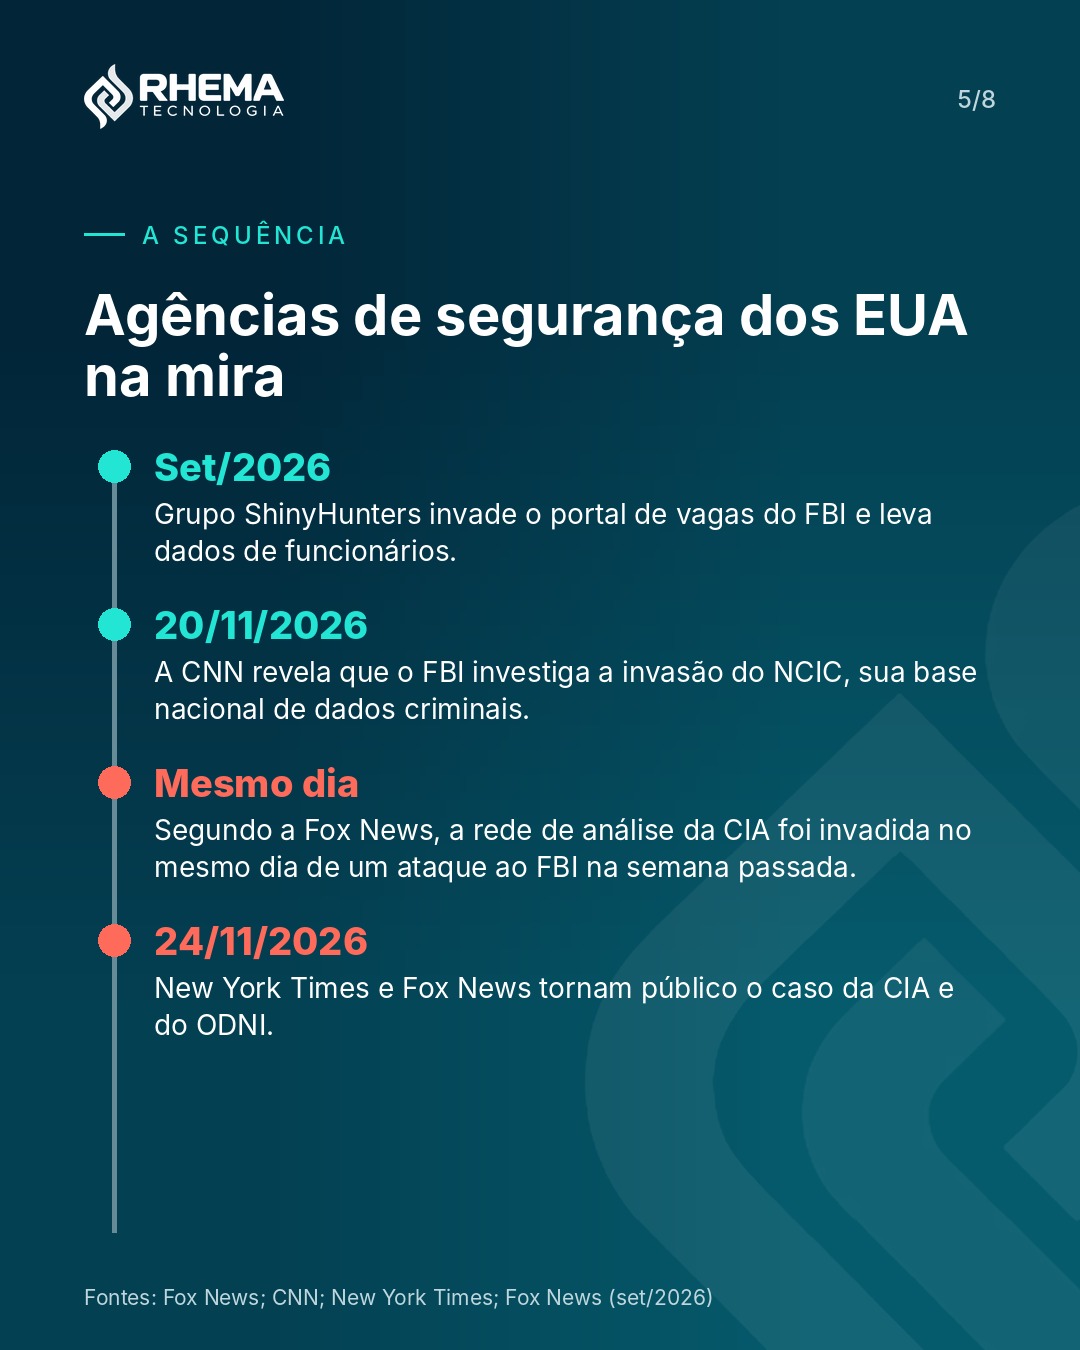 RHEMA
TECNOLOGIA
5/8
A SEQUÊNCIA
Agências de segurança dos EUA
na mira
Set/2026
Grupo ShinyHunters invade o portal de vagas do FBI e leva
dados de funcionários.
20/11/2026
A CNN revela que o FBI investiga a invasão do NCIC, sua base
nacional de dados criminais.
Mesmo dia
Segundo a Fox News, a rede de análise da CIA foi invadida no
mesmo dia de um ataque ao FBI na semana passada.
24/11/2026
New York Times e Fox News tornam público o caso da CIA e
do ODNI.
Fontes: Fox News; CNN; New York Times; Fox News (set/2026)